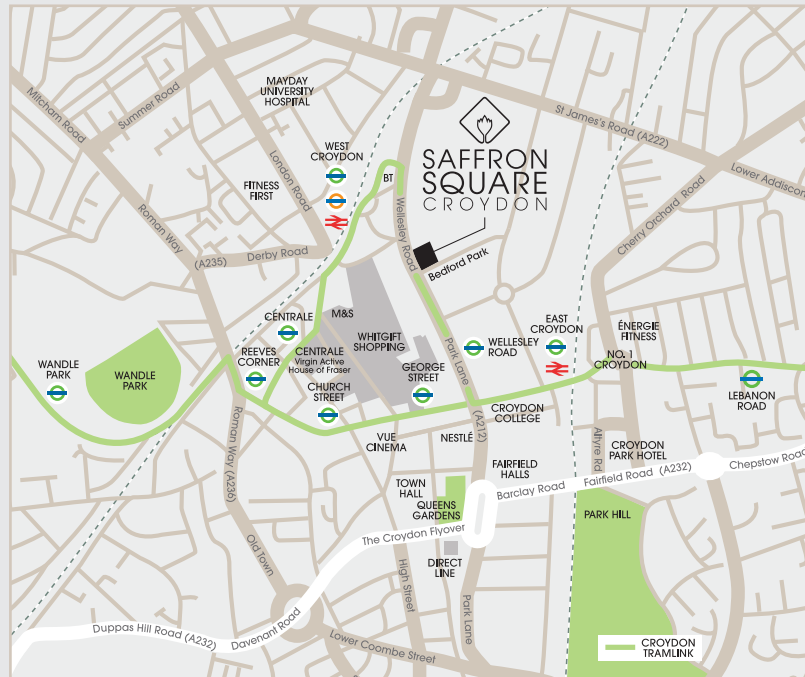 MAYDAY
UNIVERSITY
HOSPITAL
Mitcham Road
Summer Road
St James's Road (A222)
WEST
CROYDON
London Road
FITNESS
FIRST
BT
SAFFRON
SQUARE
CROYDON
Lower Addiscom
Cherry Orchard Road
Roman Way
(A235)
Derby Road
Wellesley Road
Bedford Park
CENTRALE
M&S
WHITGIFT
SHOPPING
Park Lane
WELLESLEY
ROAD
EAST
CROYDON
ÉNERGIE
FITNESS
NO. 1
CROYDON
WANDLE
PARK
WANDLE
PARK
REEVES
CORNER
CENTRALE
Virgin Active
House of Fraser
GEORGE
STREET
CHURCH
STREET
LEBANON
ROAD
(A212)
CROYDON
COLLEGE
VUE
CINEMA
NESTLÉ
Roman Way (A236)
Alhyre Rd
CROYDON
PARK HOTEL
FAIRFIELD
HALLS
TOWN
HALL
QUEENS
GARDENS
Barclay Road
Fairfield Road
(A232)
Chepstow Road
PARK HILL
The Croydon Flyover
Old Town
DIRECT
LINE
High Street
Park Lane
Duppas Hill Road (A232)
Davenant Road
Lower Coombe Street
CROYDON
TRAMLINK